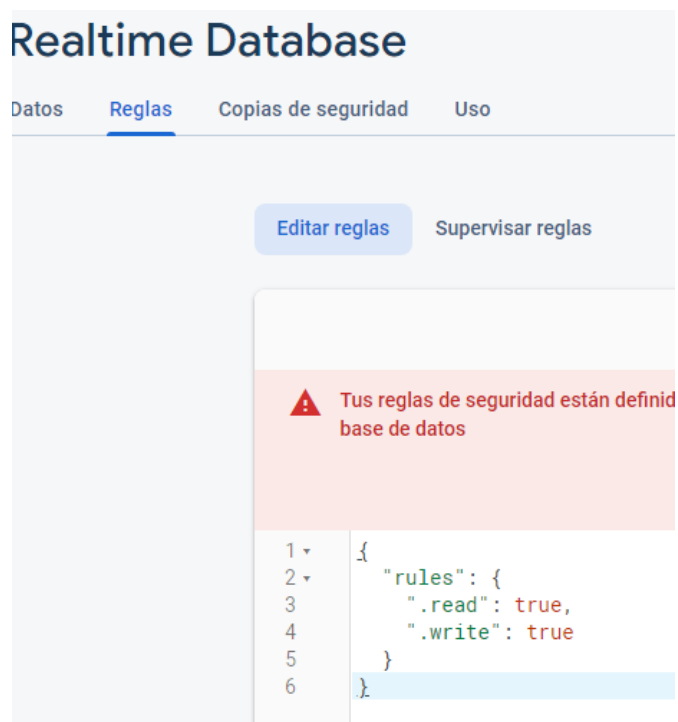 Realtime Database
Datos Reglas Copias de seguridad Uso
Editar reglas Supervisar reglas
Tus reglas de seguridad están definid
base de datos
1 {
2 "rules": {
3 ".read": true,
4 ".write": true
5 }
6 }